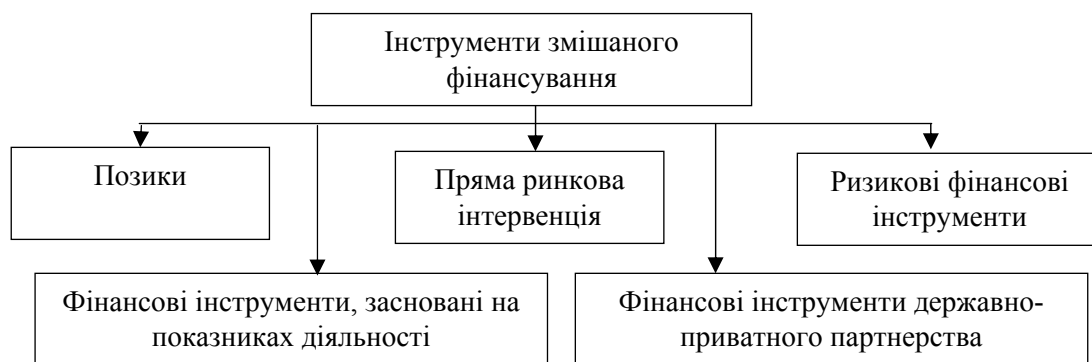 Інструменти змішаного
фінансування
Позики
Пряма ринкова
інтервенція
Ризикові фінансові
інструменти
Фінансові інструменти, засновані на
показниках діяльності
Фінансові інструменти державно-
приватного партнерства